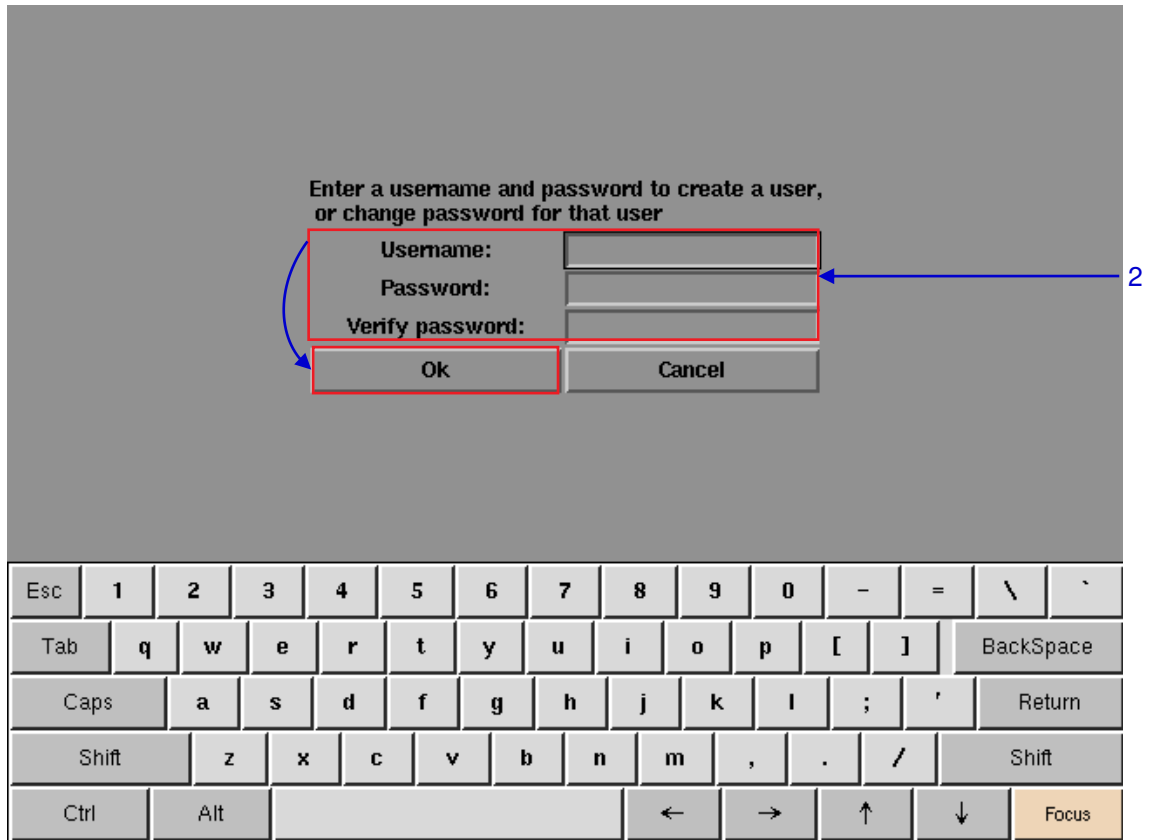 Enter a username and password to create a user,
or change password for that user
Username:
Password:
2
Verify password:
Ok Cancel
Esc 1 2 3 4 5 6 7 8 9 0 - = \ `
Tab q w e r t y u i o p [ ] BackSpace
Caps a s d f g h j k l ; ' Return
Shift z x c v b n m , . / Shift
Ctrl Alt ← → ↑ ↓ Focus